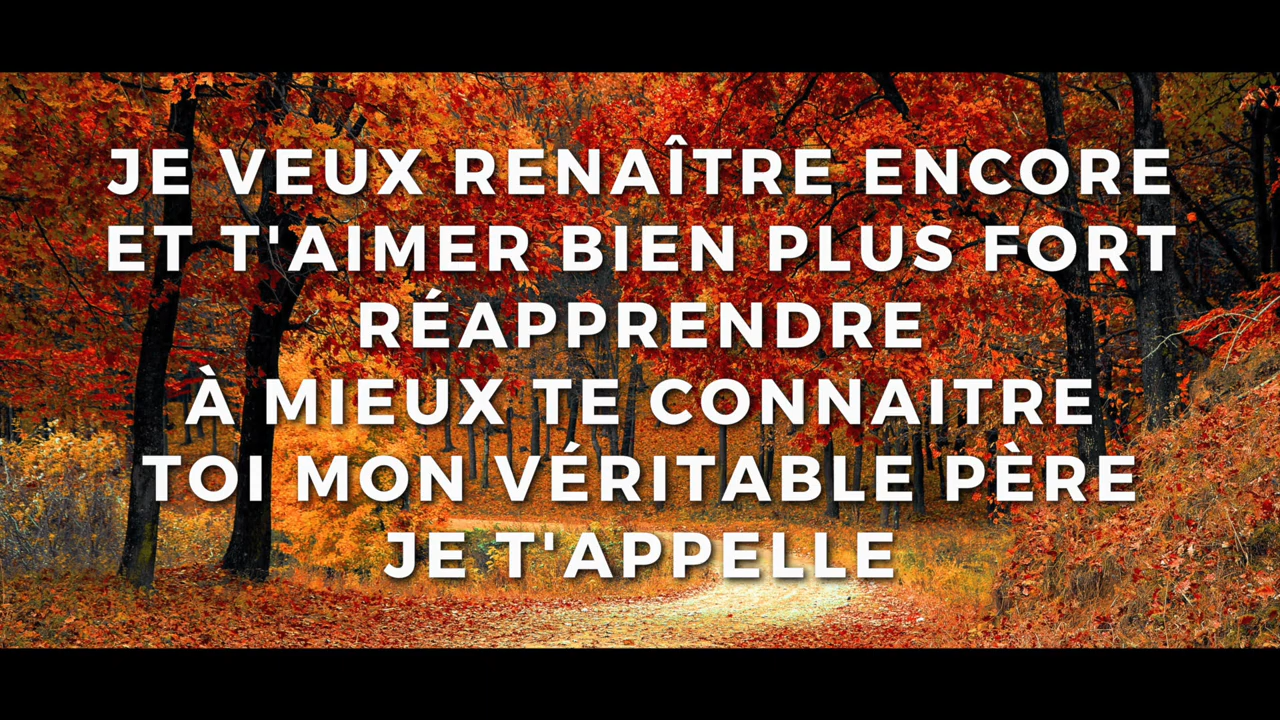 JE VEUX RENAÎTRE ENCORE
ET T'AIMER BIEN PLUS FORT
RÉAPPRENDRE
À MIEUX TE CONNAITRE
TOI MON VÉRITABLE PÈRE
JE T'APPELLE